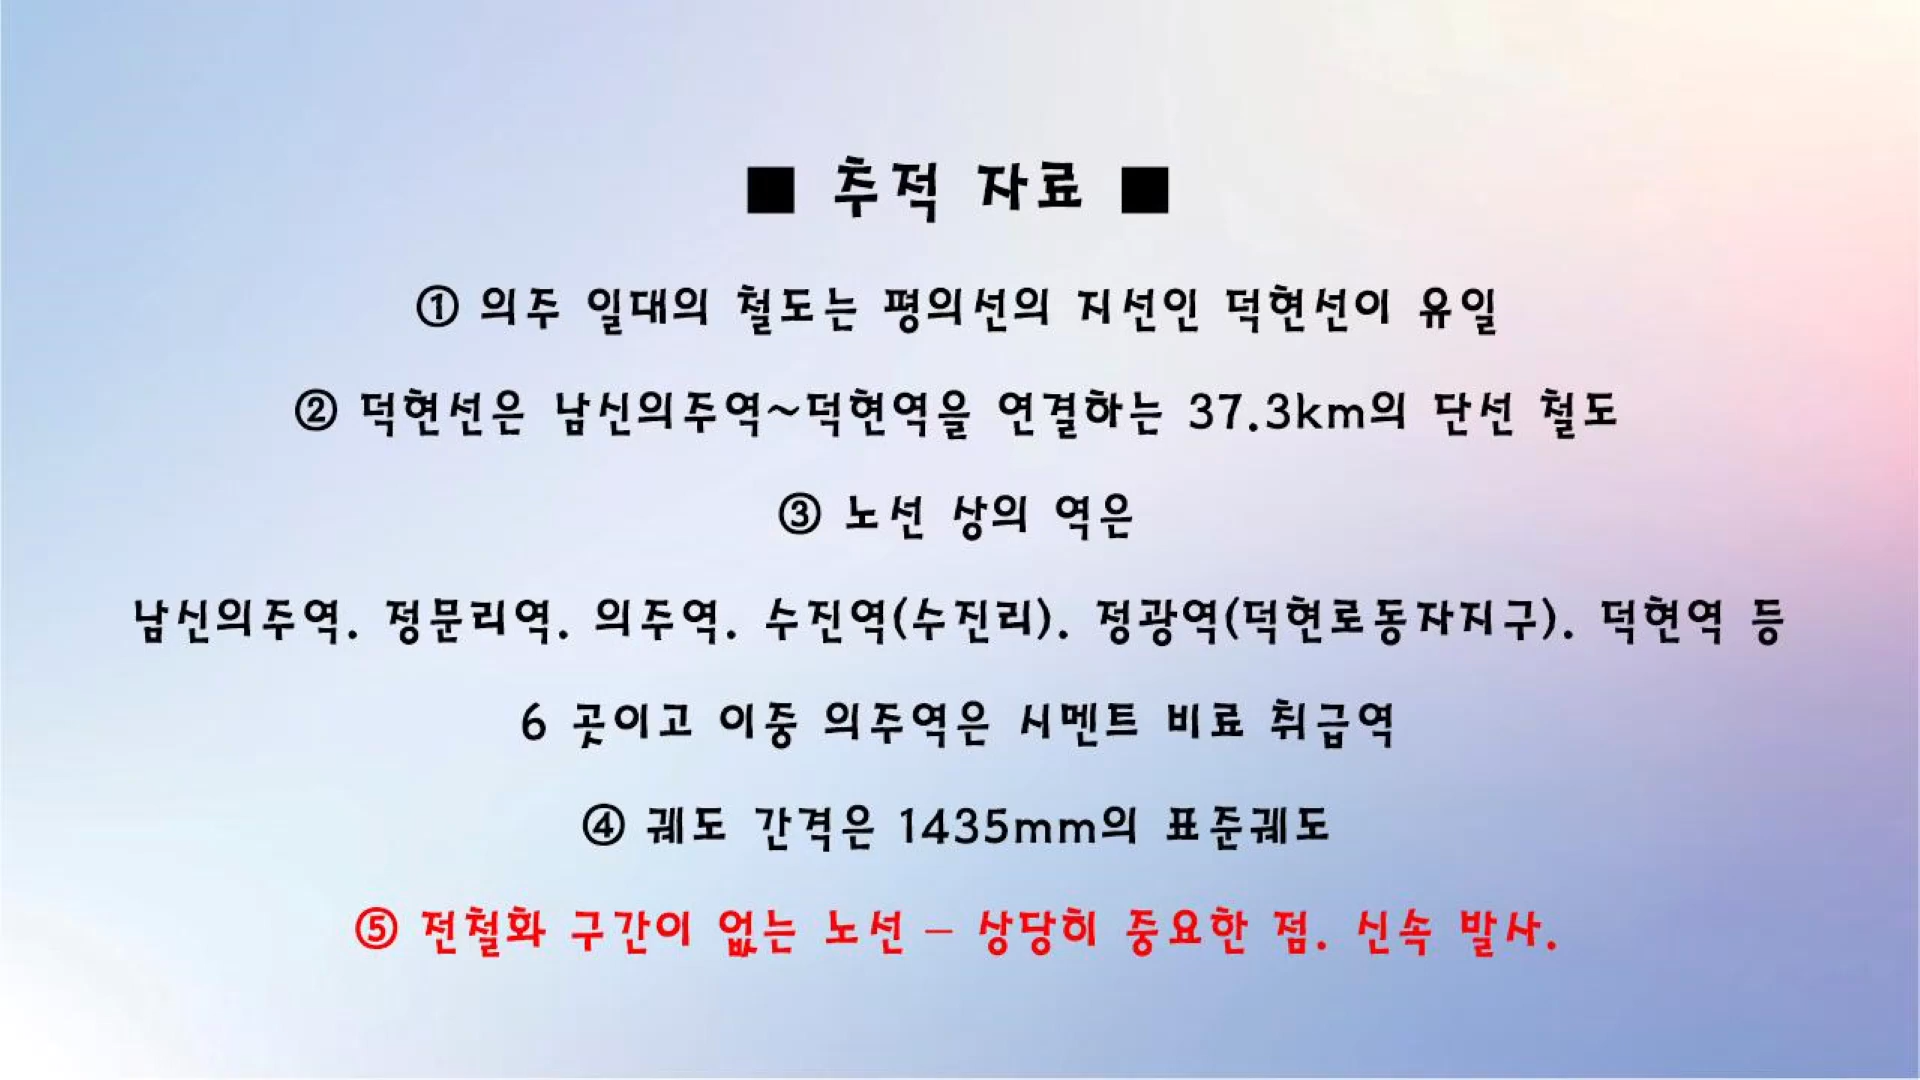 ■ 추적 자료 ■
① 의주 일대의 철도는 평의선의 지선인 덕현선이 유일
② 덕현선은 남신의주역~덕현역을 연결하는 37.3km의 단선 철도
③ 노선 상의 역은
남신의주역. 정문리역. 의주역. 수진역(수진리). 정광역(덕현로동자지구). 덕현역 등
6 곳이고 이중 의주역은 시멘트 비료 취급역
④ 궤도 간격은 1435mm의 표준궤도
⑤ 전철화 구간이 없는 노선 – 상당히 중요한 점. 신속 발사.